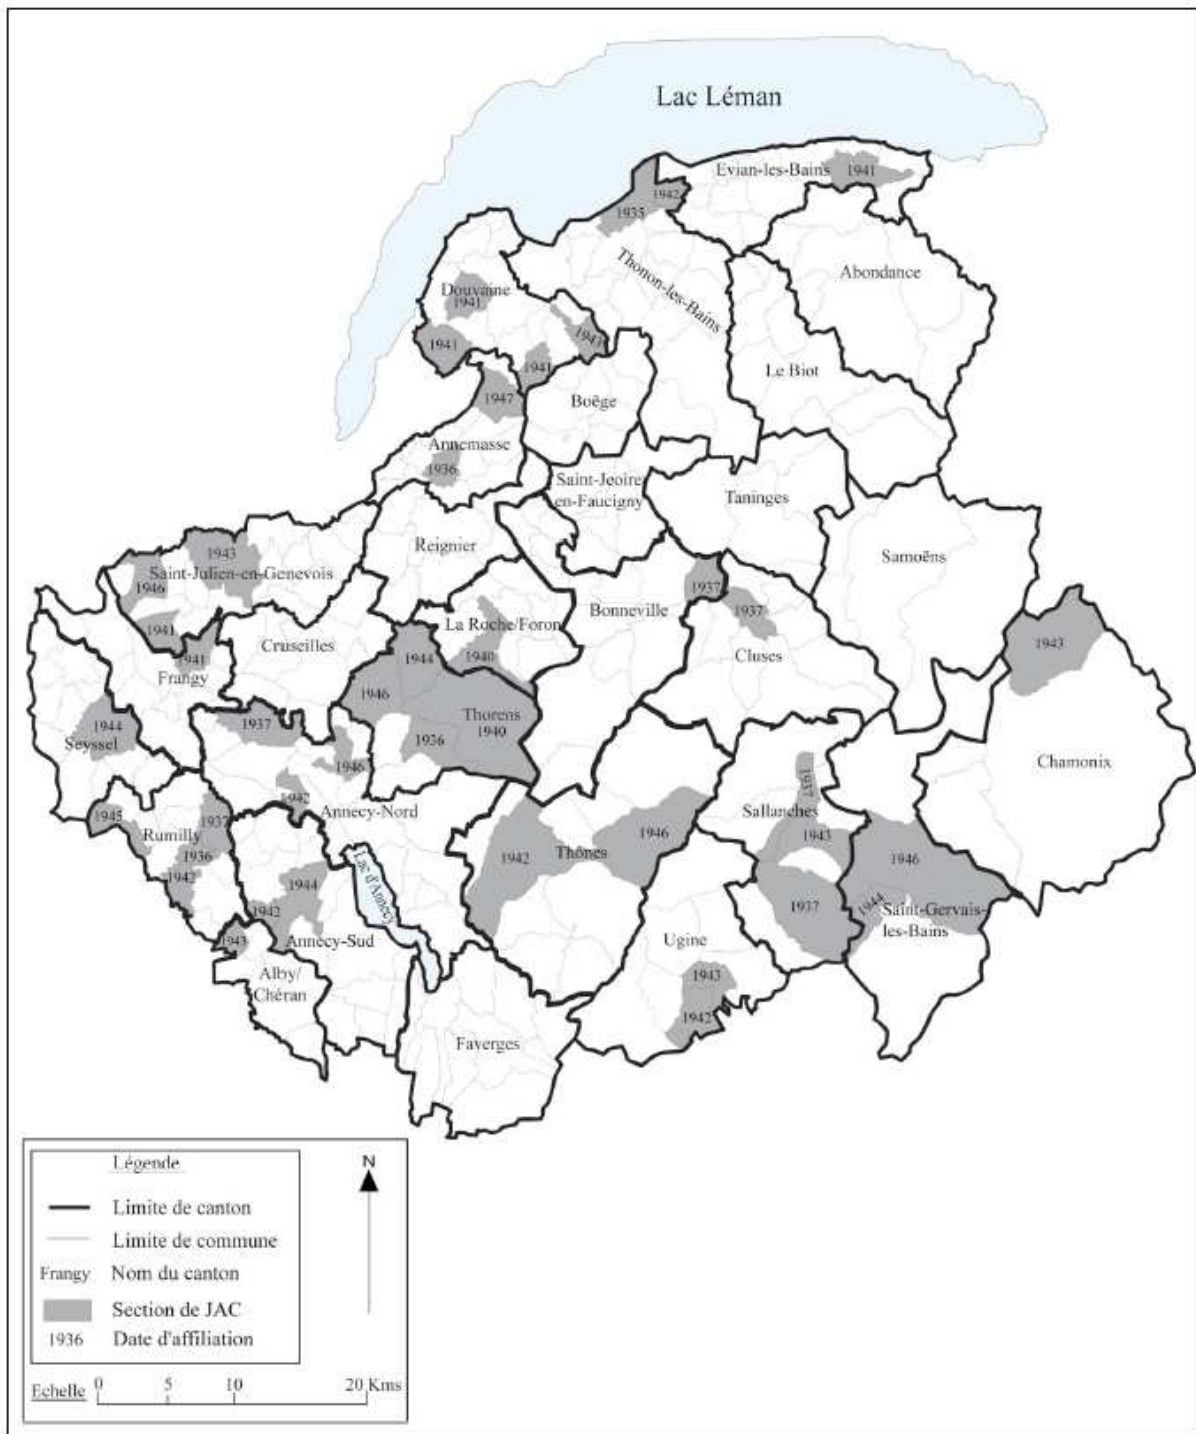 Lac Léman
Evian-les-Bains
1941
1942
1935
Thonon-les-Bains
Abondance
Douvaine
1941
1941
1943
1941
Le Biot
1947
Boëge
Annemasse
1936
Saint-Jeoire
en-Faucigny
Taninges
Reignier
Samoëns
1943
Saint-Julien-en-Genevois
1946
1937
1937
Bonneville
La Roche/Foron
1941
1941
Cruseilles
1944
1940
Cluses
1943
Frangy
1946
Thorens
1940
1936
1944
Seyssel
1937
1946
Chamonix
1942
Annecy-Nord
1937
Sallanches
1943
1945
Rumilly
1937
1936
1942
Thônes
1946
1942
1946
Lac d'Annecy
1944
1942
Annecy-Sud
1937
1944
Saint-Gervais-
les-Bains
1943
Ugine
Alby/
Chéran
1943
1942
Faverges
Légende
N
Limite de canton
Limite de commune
Frangy Nom du canton
Section de JAC
1936 Date d'affiliation
Echelle 0 5 10 20 Kms